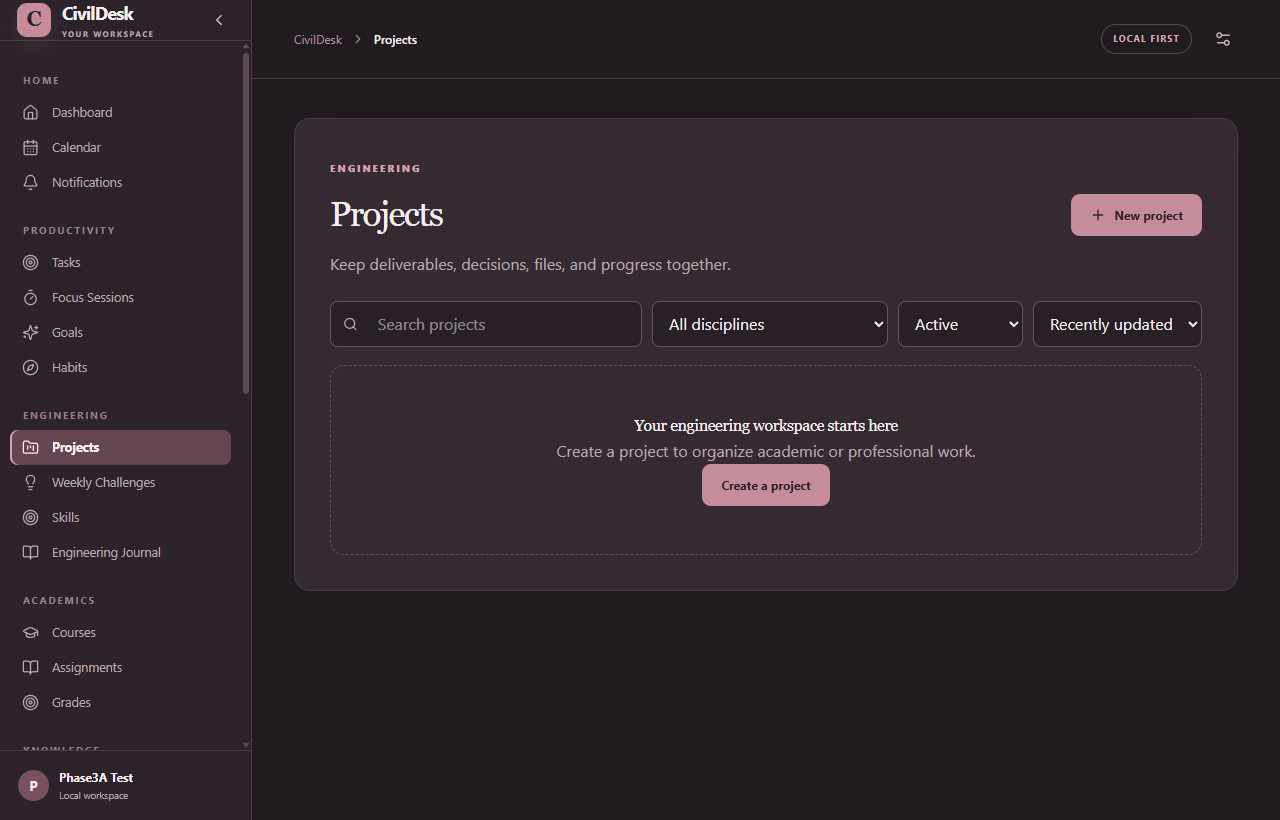 C
CivilDesk
YOUR WORKSPACE
HOME
Dashboard
Calendar
Notifications
PRODUCTIVITY
Tasks
Focus Sessions
Goals
Habits
ENGINEERING
Projects
Weekly Challenges
Skills
Engineering Journal
ACADEMICS
Courses
Assignments
Grades
KNOWLEDGE
P
Phase3A Test
Local workspace
CivilDesk > Projects
LOCAL FIRST
ENGINEERING
Projects
+ New project
Keep deliverables, decisions, files, and progress together.
Search projects
All disciplines
Active
Recently updated
Your engineering workspace starts here
Create a project to organize academic or professional work.
Create a project